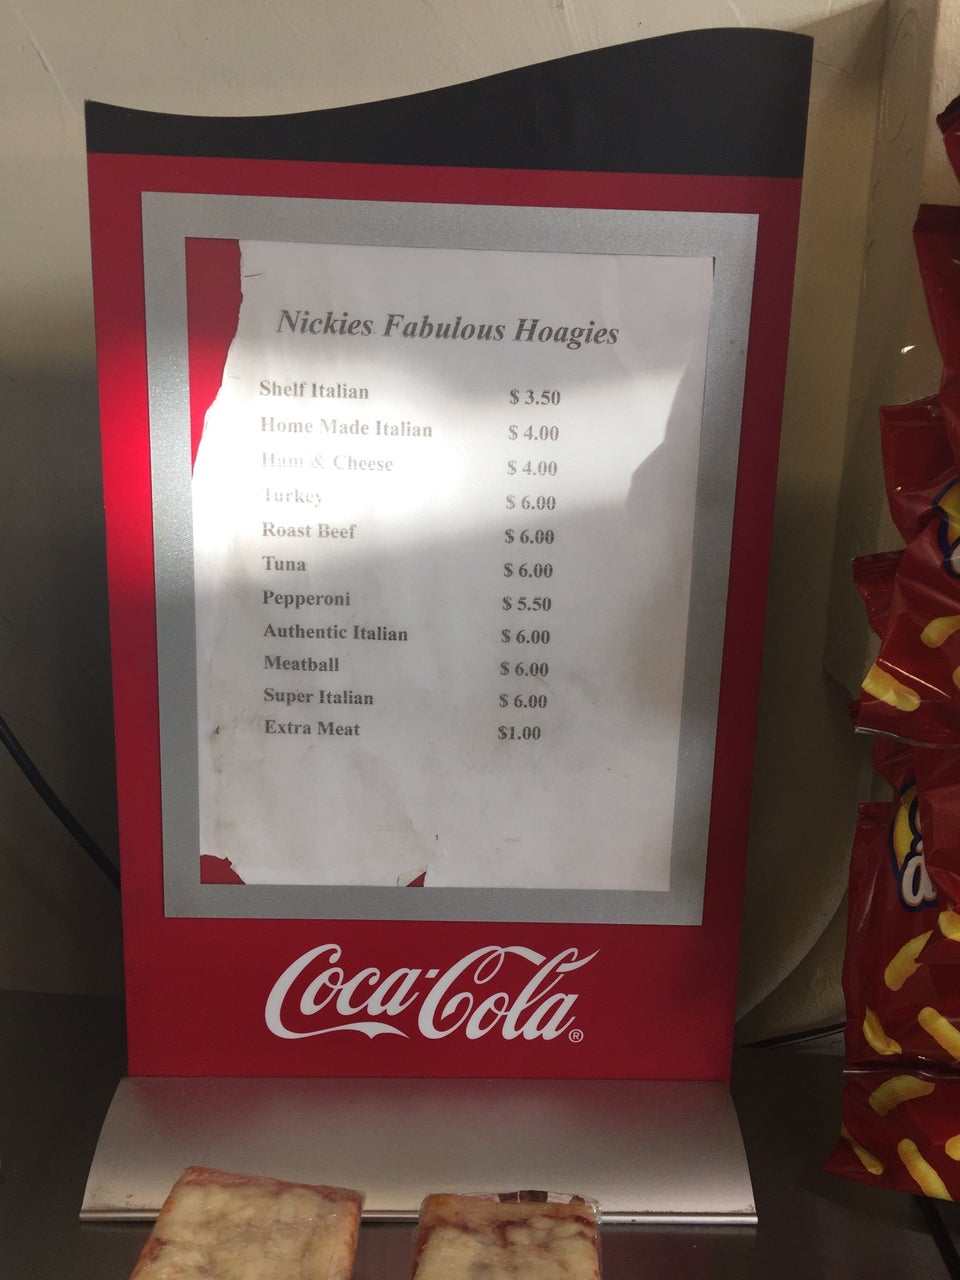 Nickies Fabulous Hoagies
Shelf Italian $ 3.50
Home Made Italian $ 4.00
Ham & Cheese $ 4.00
Turkey $ 6.00
Roast Beef $ 6.00
Tuna $ 6.00
Pepperoni $ 5.50
Authentic Italian $ 6.00
Meatball $ 6.00
Super Italian $ 6.00
Extra Meat $1.00
Coca-Cola®